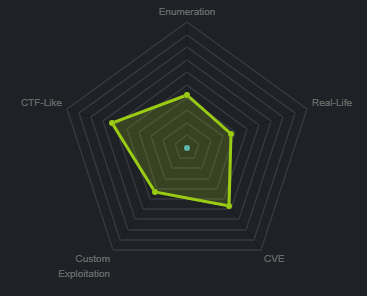 Enumeration
CTF-Like
Real-Life
Custom
Exploitation
CVE